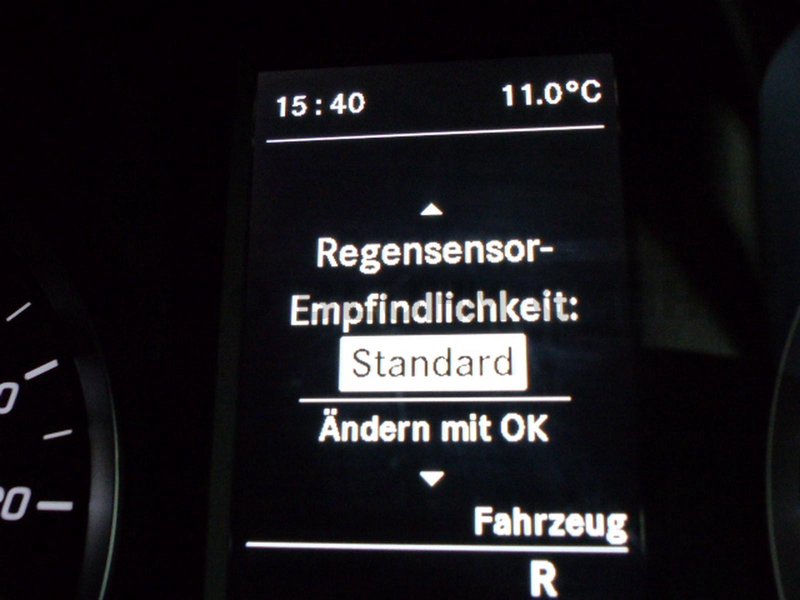 15:40 11.0°C
Regensensor-
Empfindlichkeit:
Standard
Ändern mit OK
Fahrzeug
R